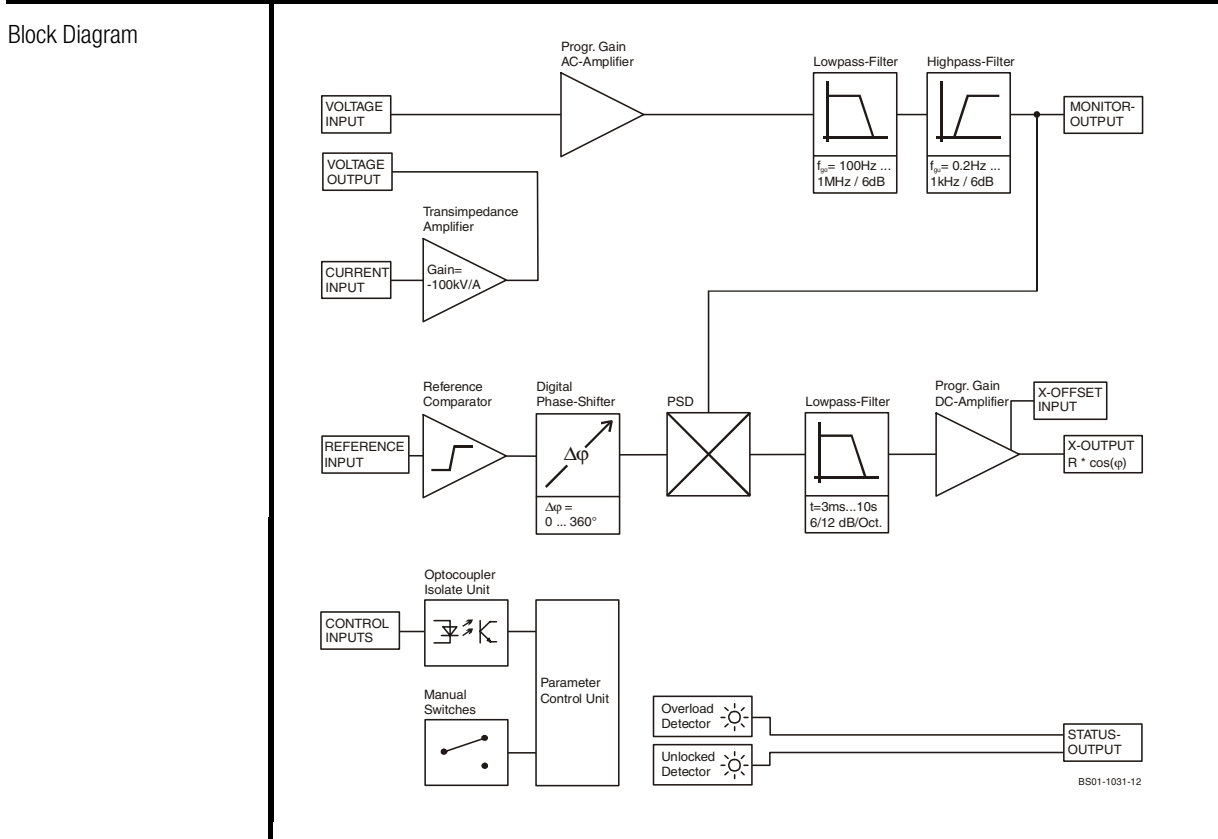 Block Diagram
Progr. Gain
AC-Amplifier
Lowpass-Filter
Highpass-Filter
VOLTAGE
INPUT
MONITOR-
OUTPUT
fgo= 100Hz ...
1MHz / 6dB
fgu= 0.2Hz ...
1kHz / 6dB
VOLTAGE
OUTPUT
Transimpedance
Amplifier
CURRENT
INPUT
Gain=
-100kV/A
Reference
Comparator
Digital
Phase-Shifter
PSD
Lowpass-Filter
Progr. Gain
DC-Amplifier
X-OFFSET
INPUT
REFERENCE
INPUT
Δφ
X-OUTPUT
R * cos(φ)
Δφ =
0 ... 360°
t=3ms...10s
6/12 dB/Oct.
Optocoupler
Isolate Unit
CONTROL
INPUTS
Parameter
Control Unit
Manual
Switches
Overload
Detector
Unlocked
Detector
STATUS-
OUTPUT
BS01-1031-12